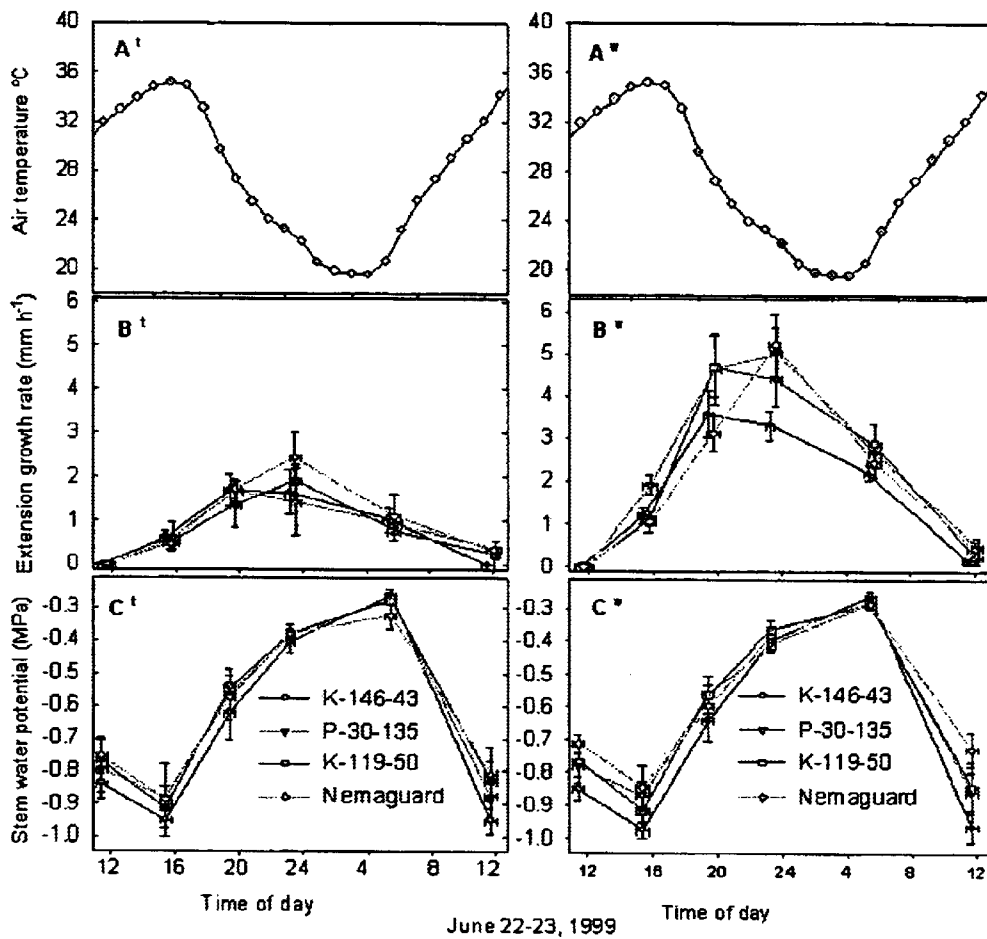 40
36
32
28
24
20
Air temperature ºC
A t
40
36
32
28
24
20
A w
6
5
4
3
2
1
0
Extension growth rate (mm h-1)
B t
6
5
4
3
2
1
0
B w
-0.3
-0.4
-0.5
-0.6
-0.7
-0.8
-0.9
-1.0
Stem water potential (MPa)
C t
K-146-43
P-30-135
K-119-50
Nemaguard
12 16 20 24 4 8 12
Time of day
-0.3
-0.4
-0.5
-0.6
-0.7
-0.8
-0.9
-1.0
C w
K-146-43
P-30-135
K-119-50
Nemaguard
12 16 20 24 4 8 12
Time of day
June 22-23, 1999